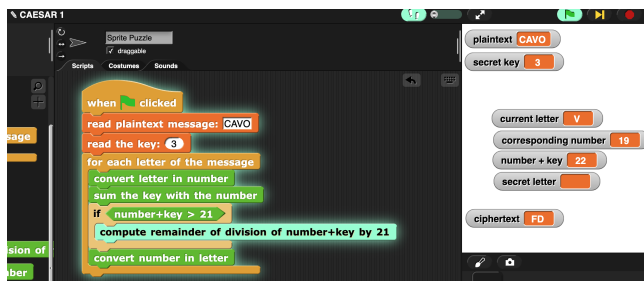 CAESAR 1
Sprite Puzzle
draggable
Scripts Costumes Sounds
when clicked
read plaintext message: CAVO
read the key: 3
for each letter of the message
convert letter in number
sum the key with the number
if number+key > 21
compute remainder of division of number+key by 21
convert number in letter
sage
sion of
ber
plaintext CAVO
secret key 3
current letter V
corresponding number 19
number + key 22
secret letter
ciphertext FD